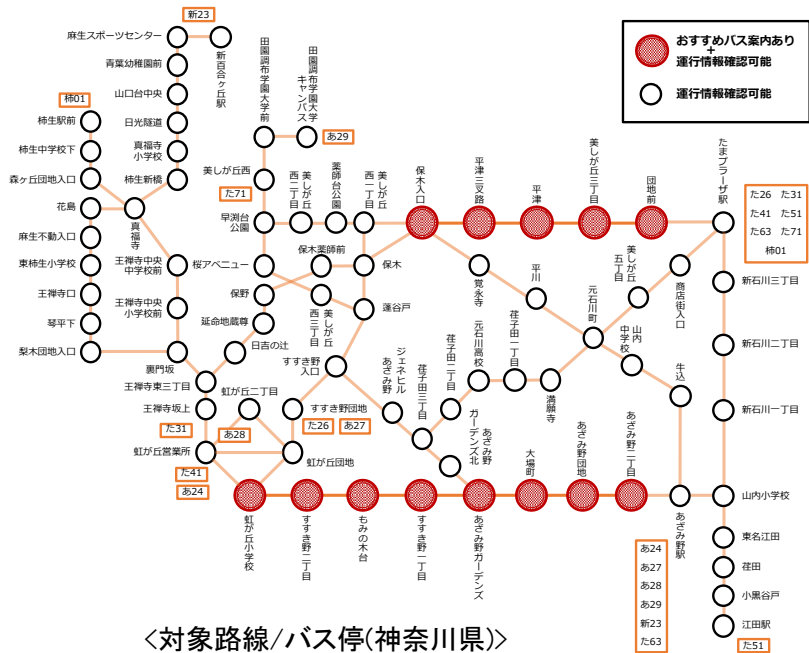 新23
麻生スポーツセンター
新百合ヶ丘駅
青葉幼稚園前
山口台中央
日光隧道
真福寺
小学校
柿生新橋
柿01
柿生駅前
柿生中学校下
森ヶ丘団地入口
花島
真福寺
麻生不動入口
東柿生小学校
王禅寺口
琴平下
梨木団地入口
王禅寺中央
中学校前
王禅寺中央
小学校前
裏門坂
王禅寺東三丁目
王禅寺坂上
た31
虹が丘営業所
た41
あ24
田園調布学園大学前
田園調布学園大学
キャンパス
あ29
美しが丘西
た71
早渕台
公園
美しが丘
西二丁目
薬師台公園
美しが丘
西一丁目
桜アベニュー
保木薬師前
保野
延命地蔵尊
日吉の辻
美しが丘
西三丁目
保木
蓬谷戸
すすき野
入口
虹が丘二丁目
あ28
すすき野団地
た26
あ27
虹が丘団地
保木入口
平津三叉路
平津
美しが丘三丁目
団地前
たまプラーザ駅
た26 た31
た41 た51
た63 た71
柿01
覚永寺
平川
元石川町
美しが丘
五丁目
商店街入口
山内
中学校
牛込
満願寺
荏子田一丁目
元石川高校
荏子田二丁目
荏子田三丁目
ジェネヒル
あざみ野
あざみ野
ガーデンズ北
虹が丘小学校
すすき野二丁目
もみの木台
すすき野一丁目
あざみ野ガーデンズ
大場町
あざみ野団地
あざみ野二丁目
あざみ野駅
あ24
あ27
あ28
あ29
新23
た63
新石川三丁目
新石川二丁目
新石川一丁目
山内小学校
東名江田
荏田
小黒谷戸
江田駅
た51
おすすめバス案内あり
+
運行情報確認可能
運行情報確認可能
<対象路線/バス停(神奈川県)>